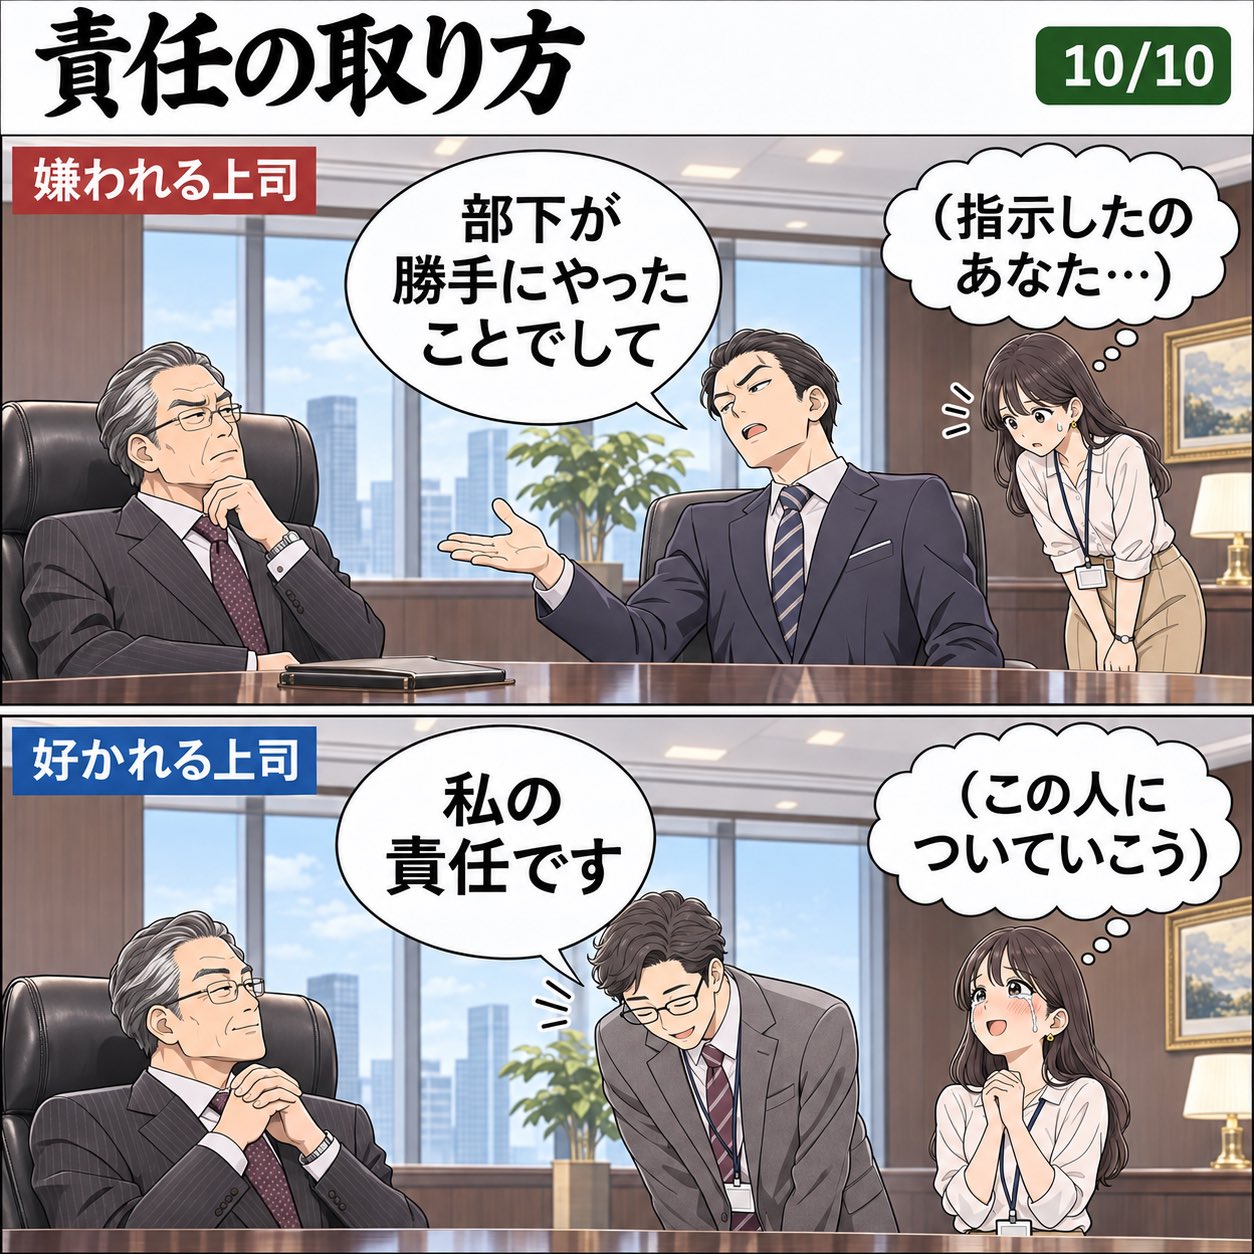 責任の取り方
10/10
嫌われる上司
部下が
勝手にやった
ことでして
(指示したの
あなた…)
好かれる上司
私の
責任です
(この人に
ついていこう)